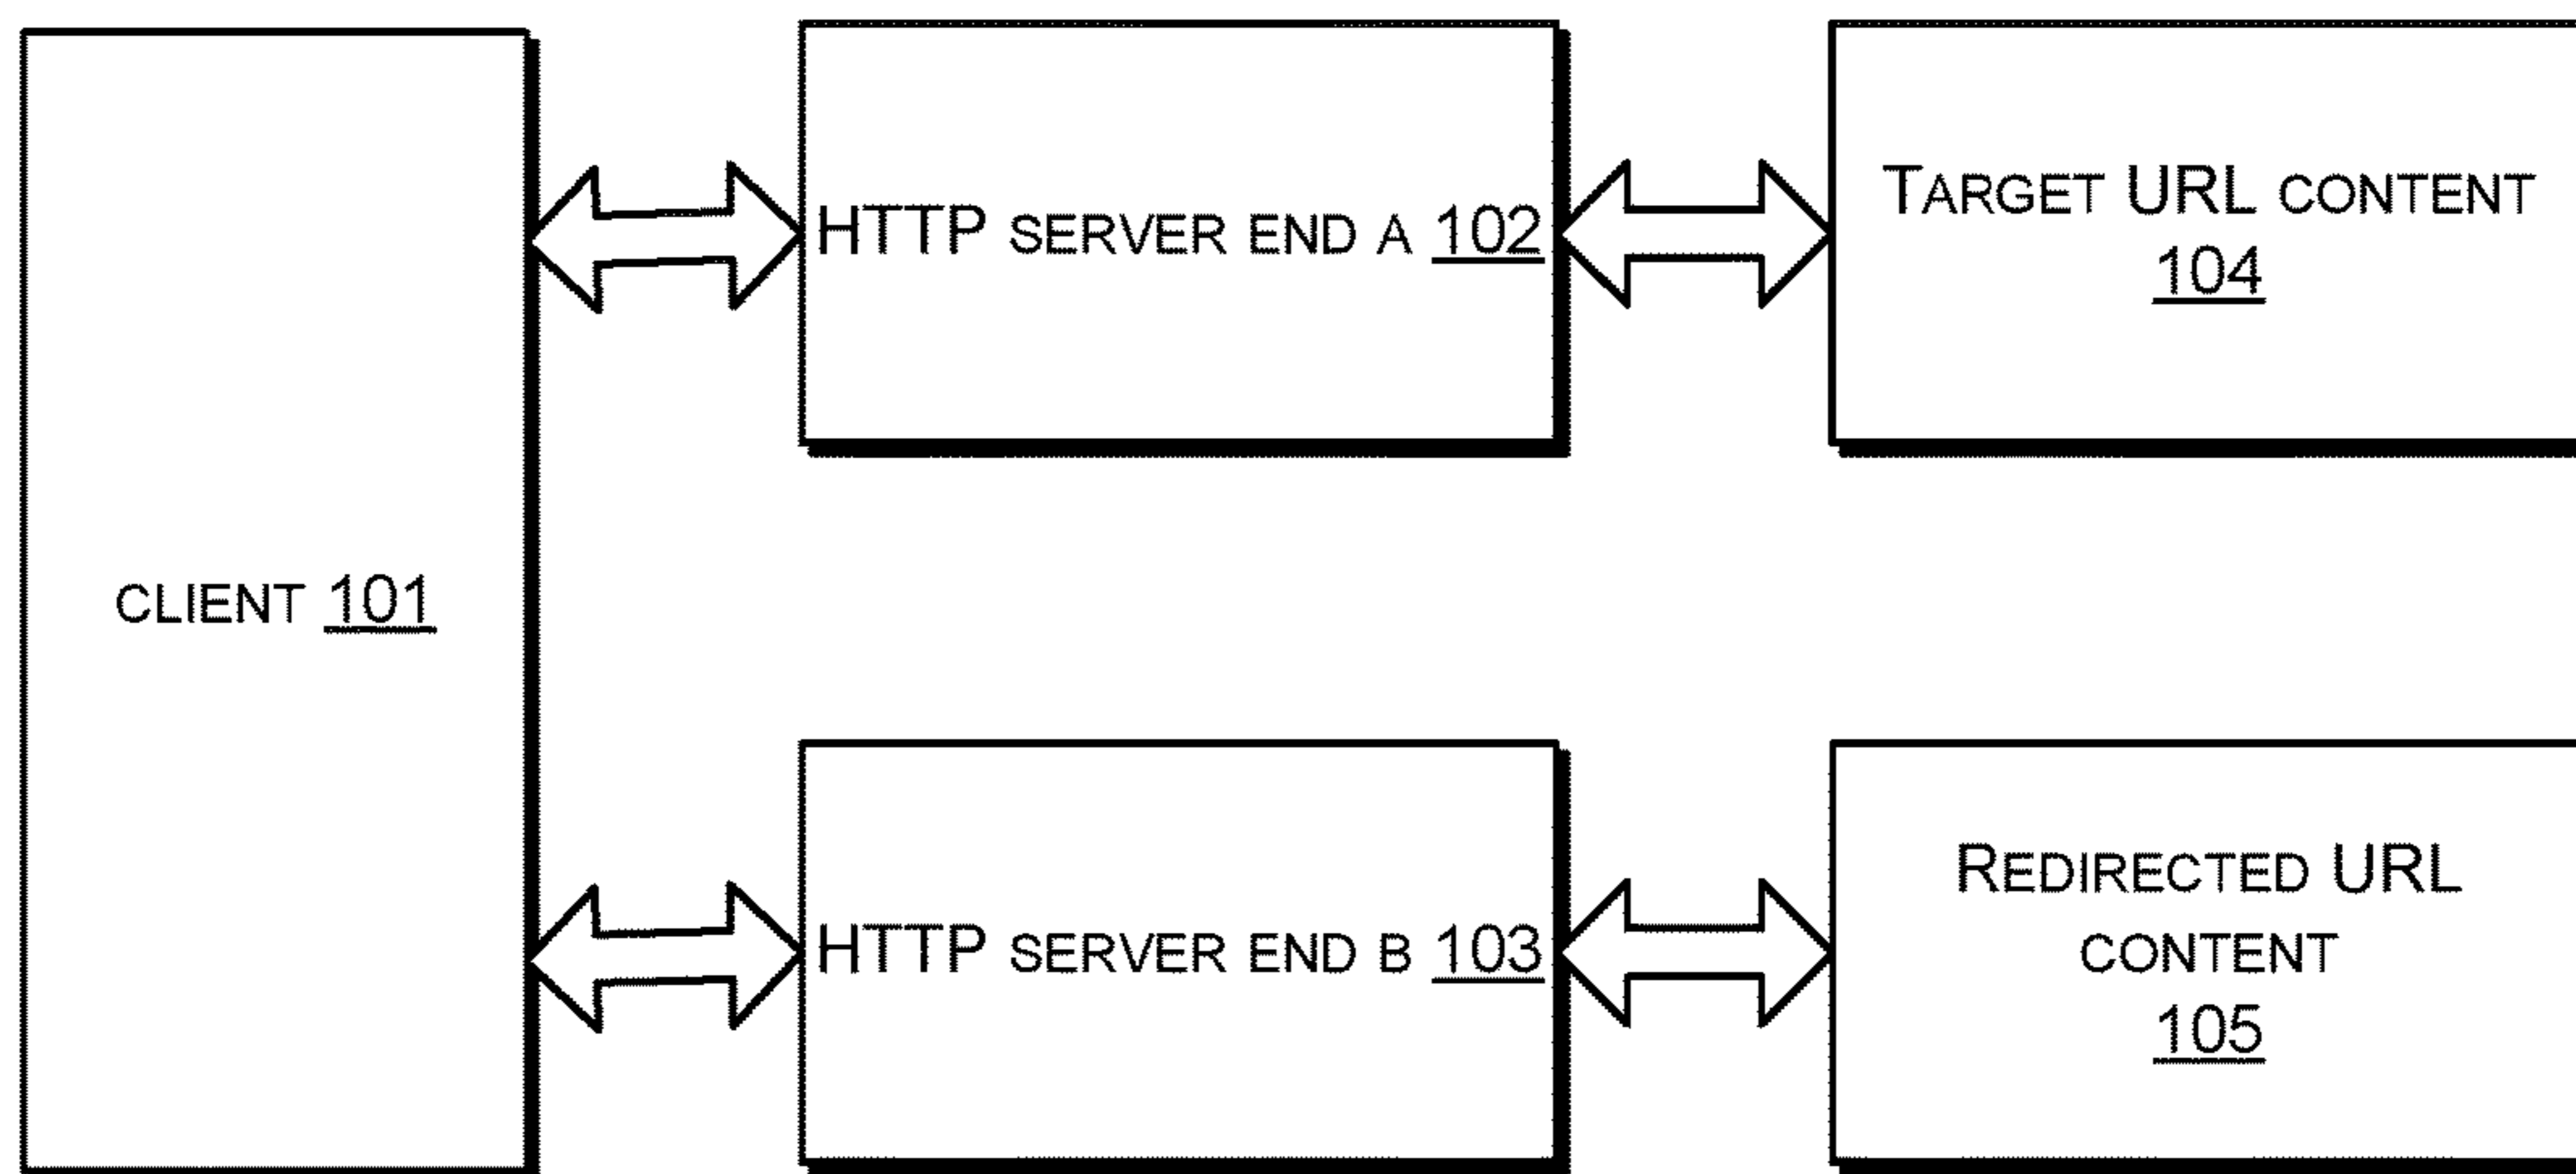 CLIENT 101
HTTP SERVER END A 102
TARGET URL CONTENT
104
HTTP SERVER END B 103
REDIRECTED URL
CONTENT
105